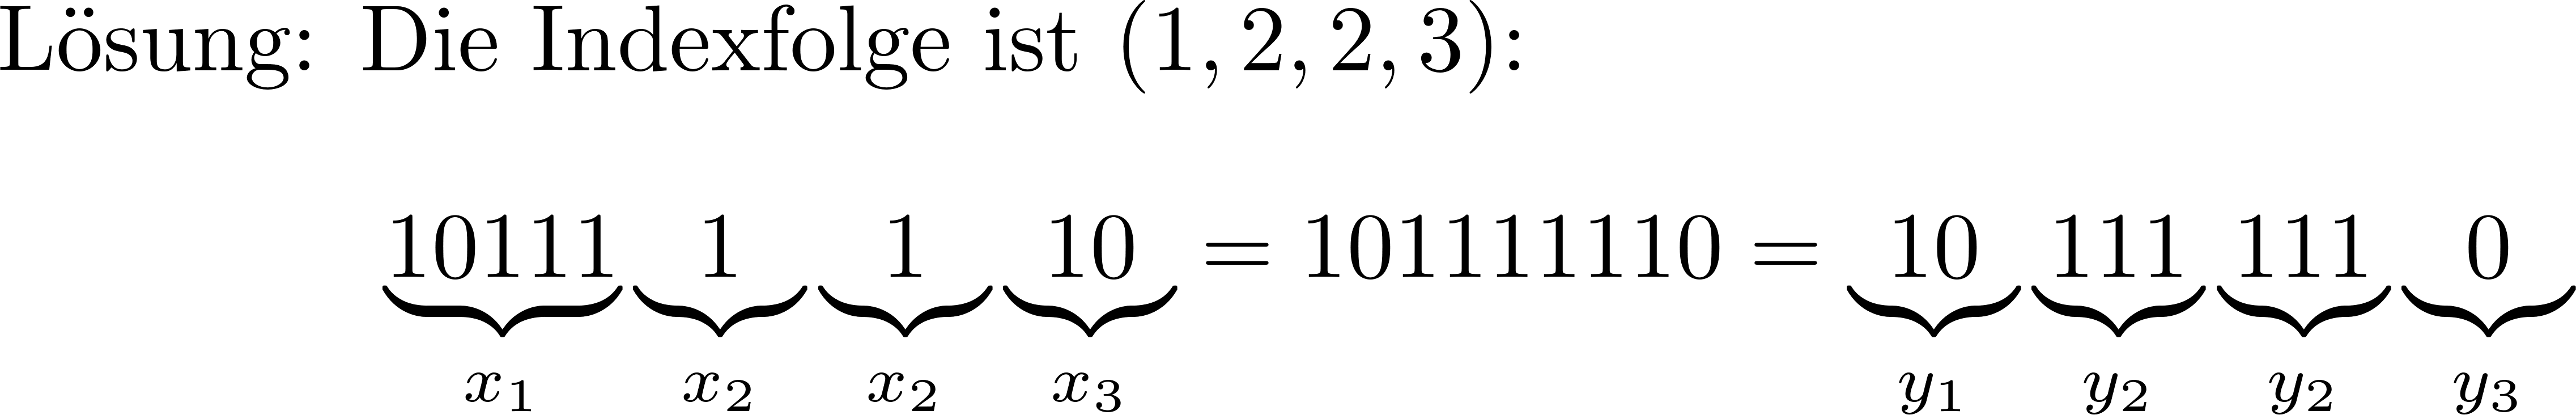 Lösung: Die Indexfolge ist (1, 2, 2, 3):
10111 1 1 10 = 101111110 = 10 111 111 0
x₁ x₂ x₂ x₃ y₁ y₂ y₂ y₃